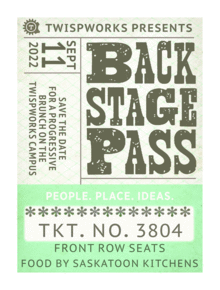 TWISPWORKS PRESENTS
SEPT
11
2022
BACK
STAGE
PASS
SAVE THE DATE
FOR A PROGRESSIVE
BRUNCH ON THE
TWISPWORKS CAMPUS
PEOPLE. PLACE. IDEAS.
**************
TKT. NO. 3804
FRONT ROW SEATS
FOOD BY SASKATOON KITCHENS